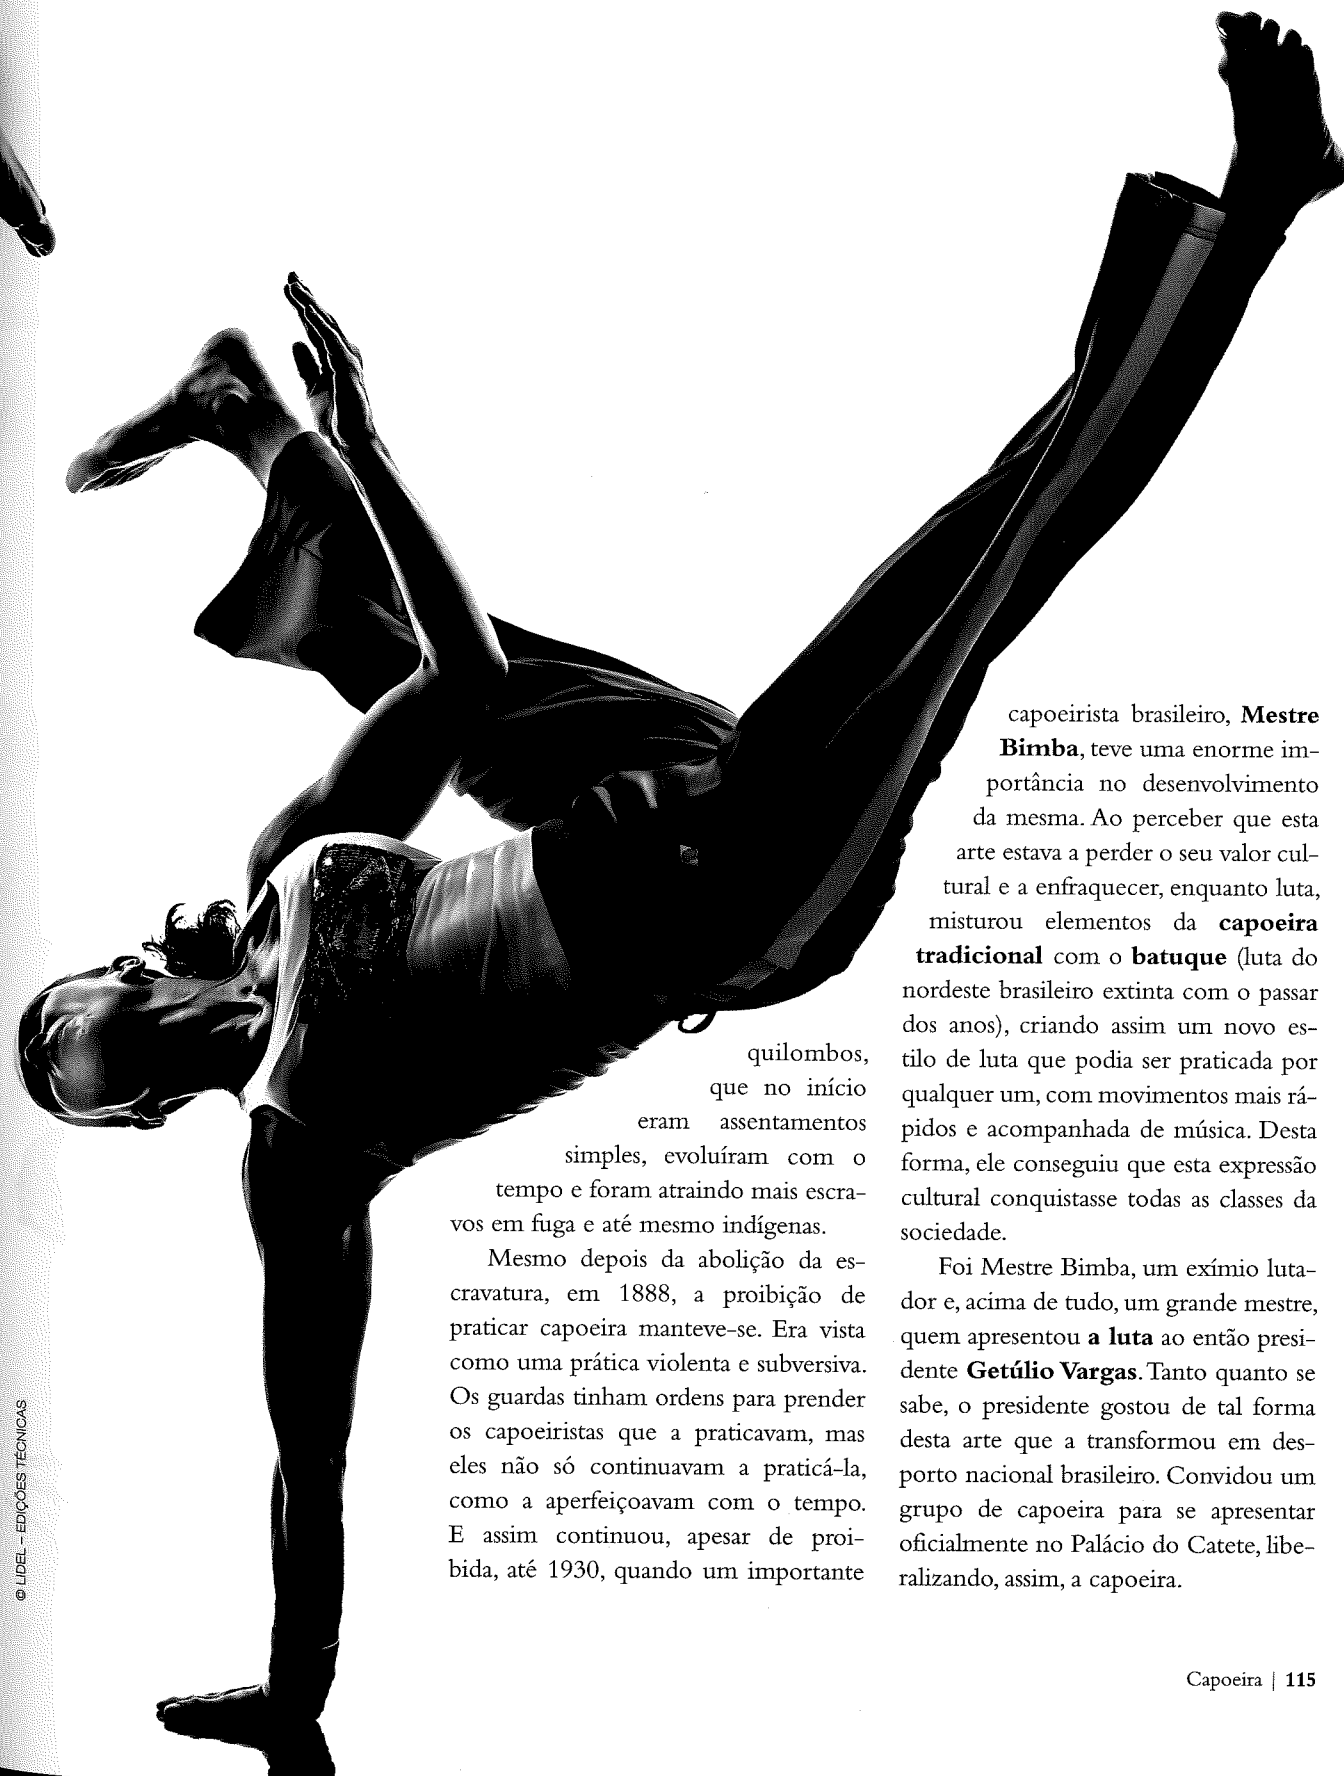 quilombos,
que no início
eram assentamentos
simples, evoluíram com o
tempo e foram atraindo mais escra-
vos em fuga e até mesmo indígenas.
Mesmo depois da abolição da es-
cravatura, em 1888, a proibição de
praticar capoeira manteve-se. Era vista
como uma prática violenta e subversiva.
Os guardas tinham ordens para prender
os capoeiristas que a praticavam, mas
eles não só continuavam a praticá-la,
como a aperfeiçoavam com o tempo.
E assim continuou, apesar de proi-
bida, até 1930, quando um importante
capoeirista brasileiro, Mestre
Bimba, teve uma enorme im-
portância no desenvolvimento
da mesma. Ao perceber que esta
arte estava a perder o seu valor cul-
tural e a enfraquecer, enquanto luta,
misturou elementos da capoeira
tradicional com o batuque (luta do
nordeste brasileiro extinta com o passar
dos anos), criando assim um novo es-
tilo de luta que podia ser praticada por
qualquer um, com movimentos mais rá-
pidos e acompanhada de música. Desta
forma, ele conseguiu que esta expressão
cultural conquistasse todas as classes da
sociedade.
Foi Mestre Bimba, um exímio luta-
dor e, acima de tudo, um grande mestre,
quem apresentou a luta ao então presi-
dente Getúlio Vargas. Tanto quanto se
sabe, o presidente gostou de tal forma
desta arte que a transformou em des-
porto nacional brasileiro. Convidou um
grupo de capoeira para se apresentar
oficialmente no Palácio do Catete, libe-
ralizando, assim, a capoeira.
© LIDEL – EDIÇÕES TÉCNICAS
Capoeira | 115